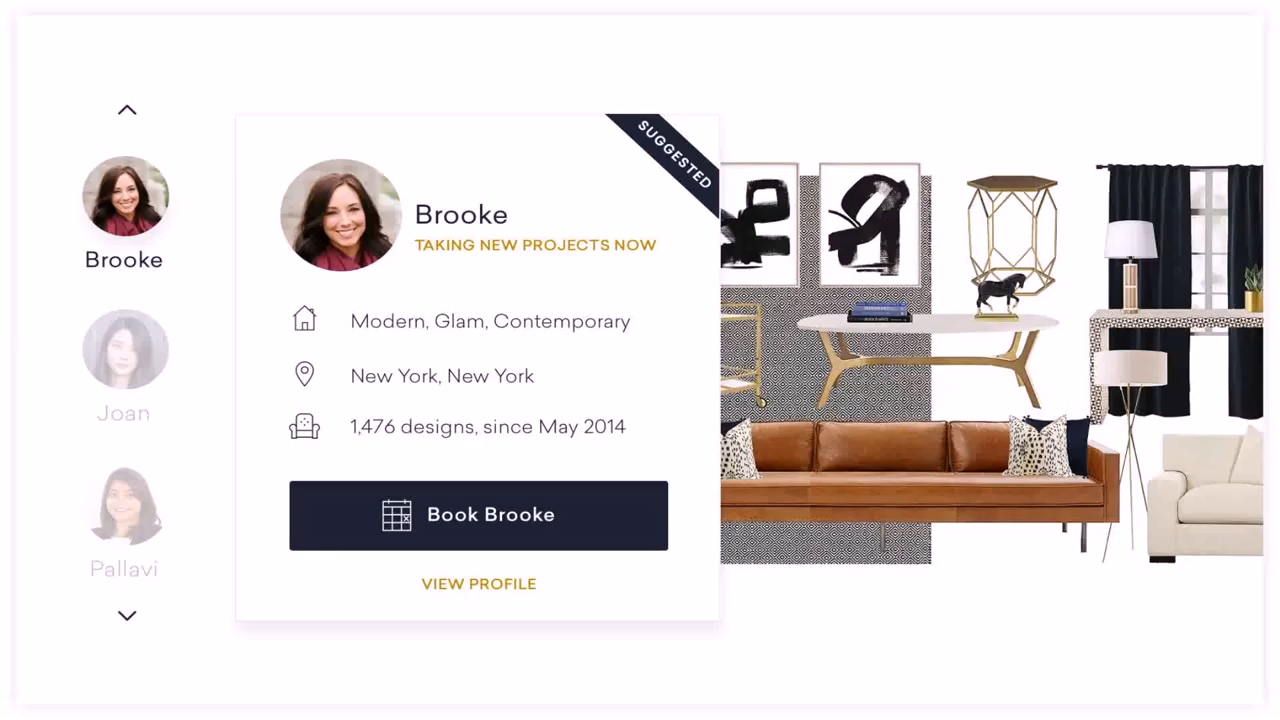 Brooke
Joan
Pallavi
SUGGESTED
Brooke
TAKING NEW PROJECTS NOW
Modern, Glam, Contemporary
New York, New York
1,476 designs, since May 2014
Book Brooke
VIEW PROFILE